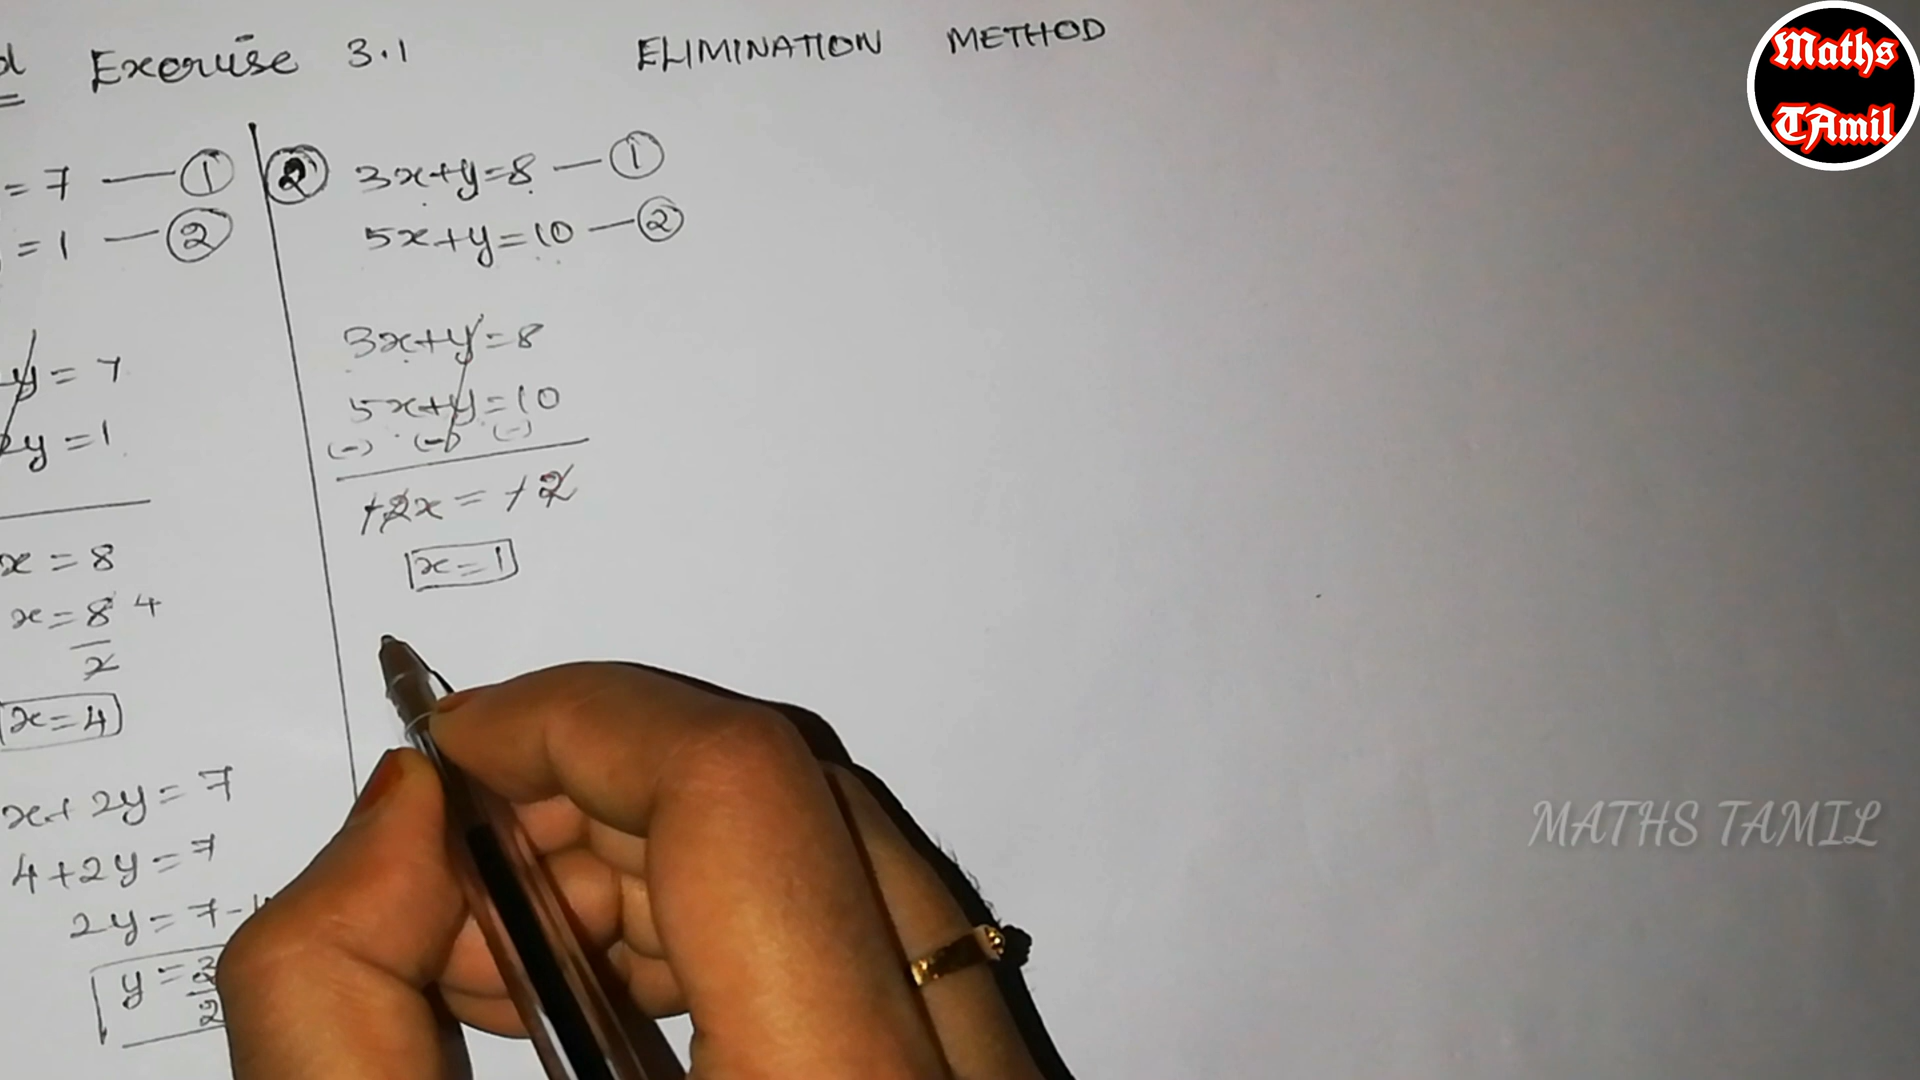 Exercise 3.1 ELIMINATION METHOD
= 7 — ①
= 1 — ②
y = 7
2y = 1
x = 8
x = 8 4
2
x = 4
x + 2y = 7
4 + 2y = 7
2y = 7 -
y = 3
2
② 3x+y=8 — ①
5x+y=10 — ②
3x+y=8
5x+y=10
(-) (-) (-)
+2x = +2
x = 1
Maths
TAmil
MATHS TAMIL